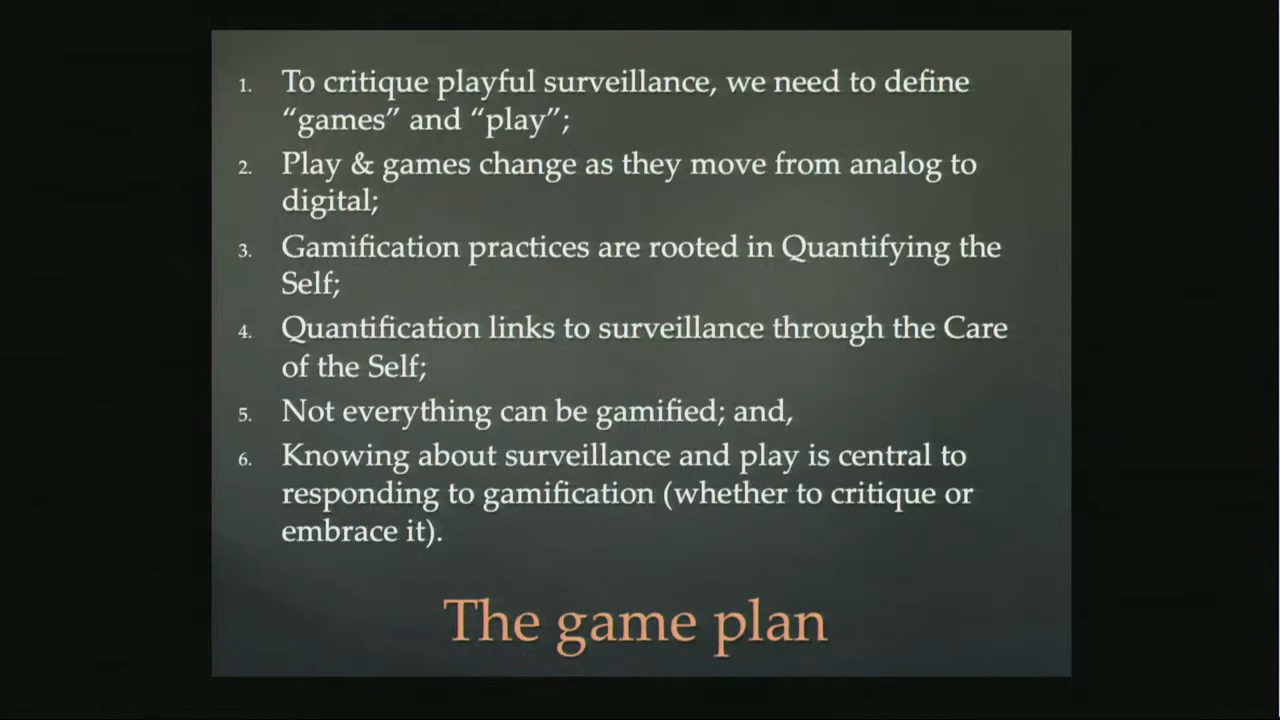 1. To critique playful surveillance, we need to define
“games” and “play”;
2. Play & games change as they move from analog to
digital;
3. Gamification practices are rooted in Quantifying the
Self;
4. Quantification links to surveillance through the Care
of the Self;
5. Not everything can be gamified; and,
6. Knowing about surveillance and play is central to
responding to gamification (whether to critique or
embrace it).
The game plan